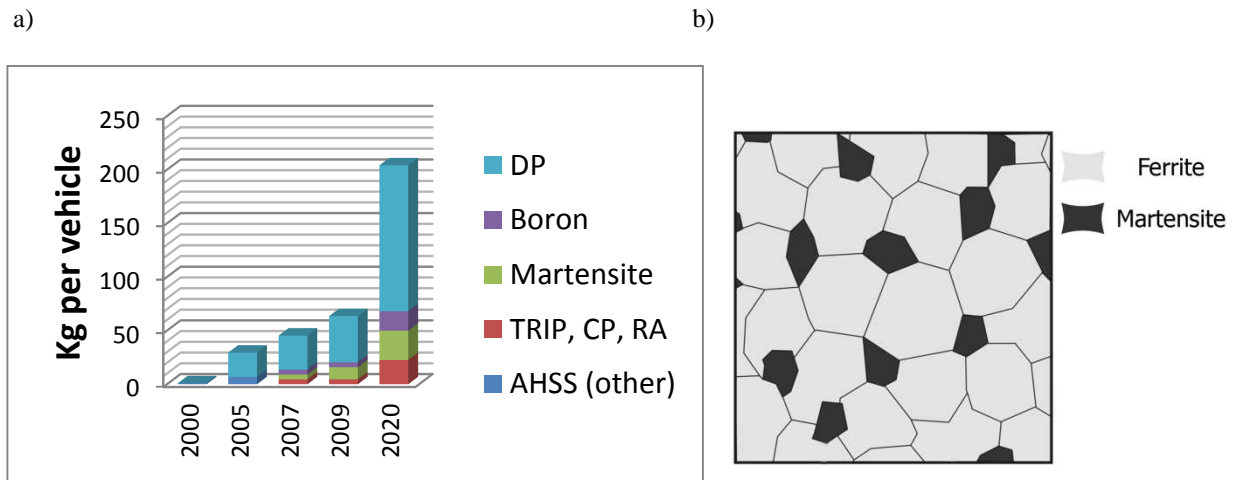 a)
b)
Kg per vehicle
250
200
150
100
50
0
2000
2005
2007
2009
2020
DP
Boron
Martensite
TRIP, CP, RA
AHSS (other)
Ferrite
Martensite